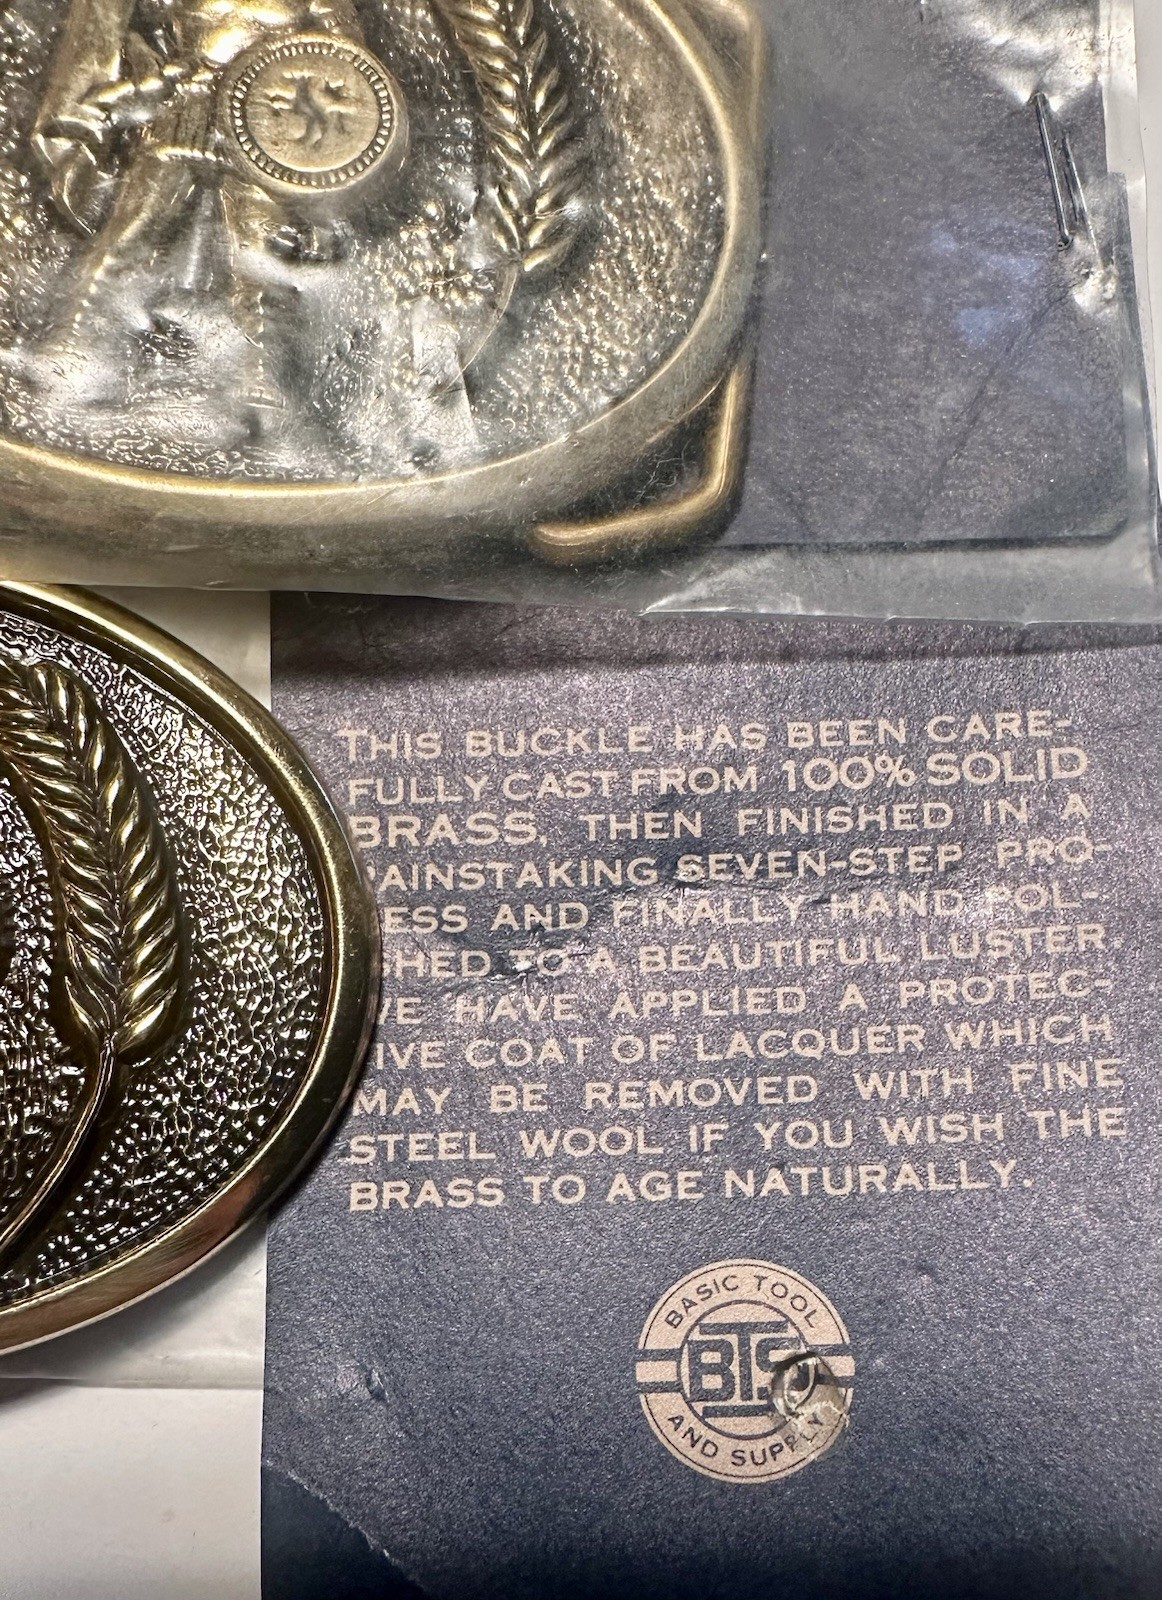 THIS BUCKLE HAS BEEN CARE-
FULLY CAST FROM 100% SOLID
BRASS, THEN FINISHED IN A
PAINSTAKING SEVEN-STEP PRO-
CESS AND FINALLY HAND POL-
ISHED TO A BEAUTIFUL LUSTER.
WE HAVE APPLIED A PROTEC-
TIVE COAT OF LACQUER WHICH
MAY BE REMOVED WITH FINE
STEEL WOOL IF YOU WISH THE
BRASS TO AGE NATURALLY.
BASIC TOOL
BTS
AND SUPPLY